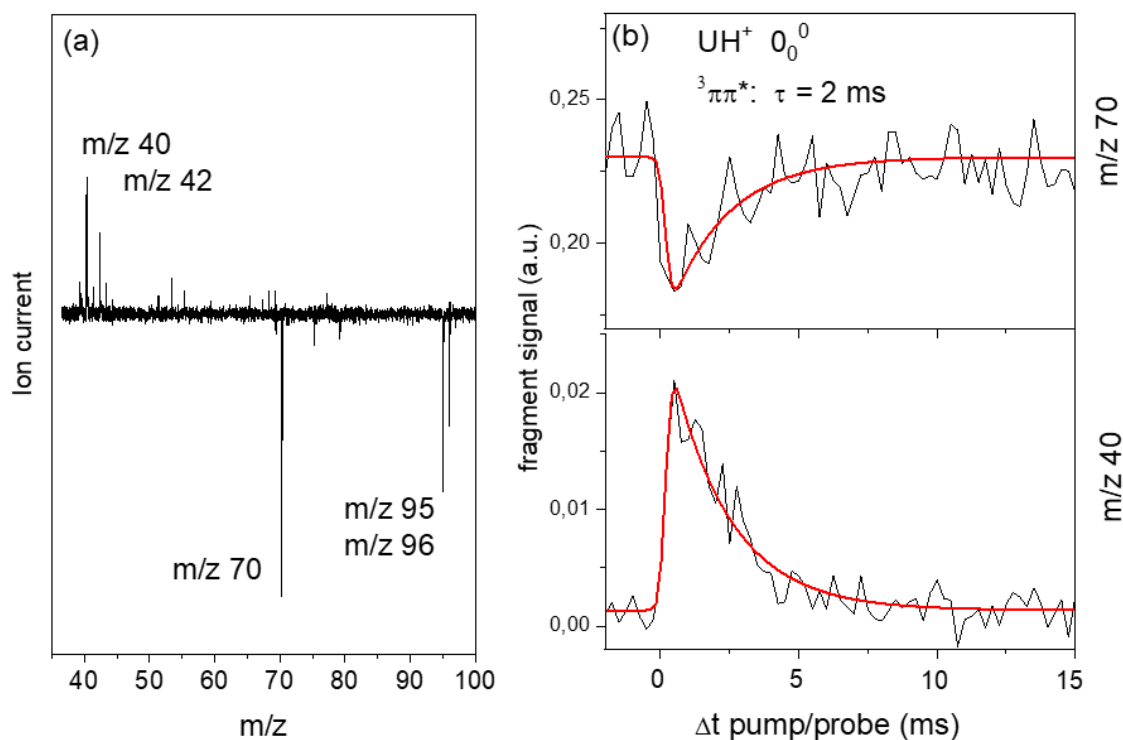 (a)
m/z 40
m/z 42
m/z 70
m/z 95
m/z 96
Ion current
40 50 60 70 80 90 100
m/z
(b)
UH⁺ 0₀⁰
³ππ*: τ = 2 ms
0,25
0,20
m/z 70
0,02
0,01
0,00
m/z 40
fragment signal (a.u.)
0 5 10 15
Δt pump/probe (ms)